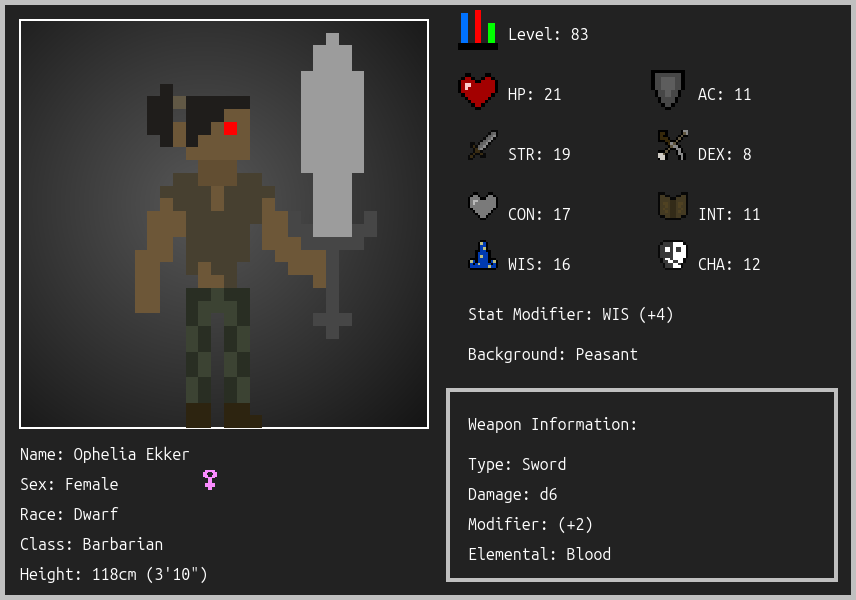 Level: 83
HP: 21
AC: 11
STR: 19
DEX: 8
CON: 17
INT: 11
WIS: 16
CHA: 12
Stat Modifier: WIS (+4)
Background: Peasant
Weapon Information:
Type: Sword
Damage: d6
Modifier: (+2)
Elemental: Blood
Name: Ophelia Ekker
Sex: Female
Race: Dwarf
Class: Barbarian
Height: 118cm (3'10")